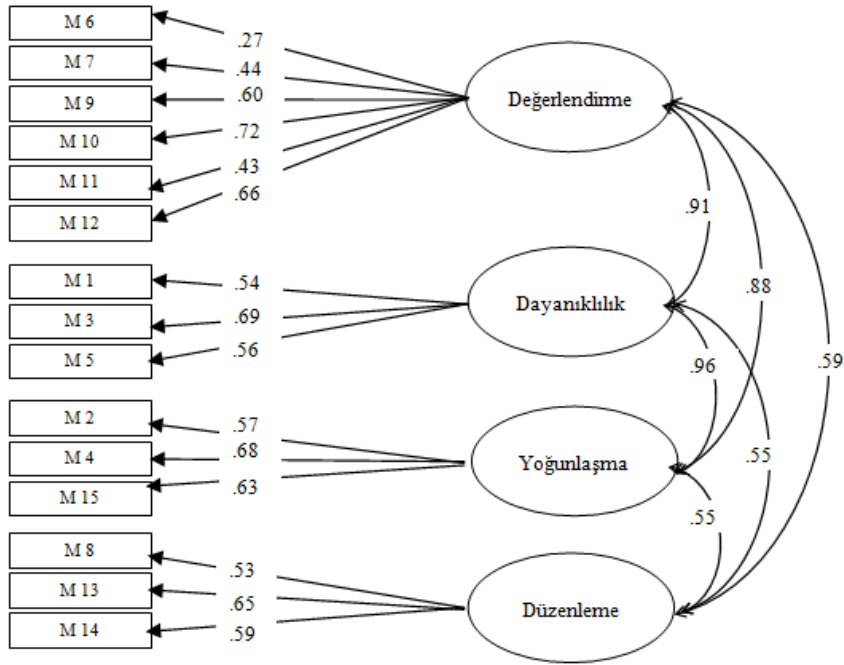 M 6
M 7
M 9
M 10
M 11
M 12
.27
.44
.60
.72
.43
.66
Değerlendirme
M 1
M 3
M 5
.54
.69
.56
Dayanıklılık
M 2
M 4
M 15
.57
.68
.63
Yoğunlaşma
M 8
M 13
M 14
.53
.65
.59
Düzenleme
.91
.88
.59
.96
.55
.55